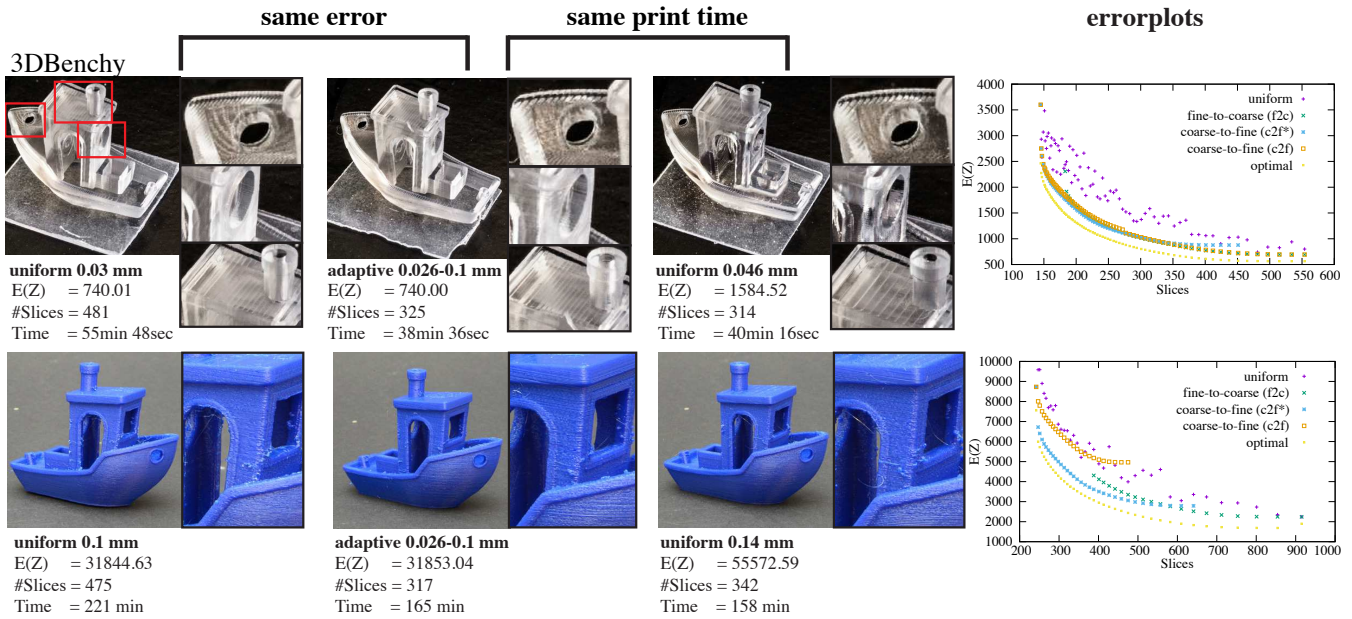 same error
same print time
errorplots
3DBenchy
uniform 0.03 mm
E(Z) = 740.01
#Slices = 481
Time = 55min 48sec
adaptive 0.026-0.1 mm
E(Z) = 740.00
#Slices = 325
Time = 38min 36sec
uniform 0.046 mm
E(Z) = 1584.52
#Slices = 314
Time = 40min 16sec
4000
3500
3000
2500
2000
1500
1000
500
E(Z)
uniform
fine-to-coarse (f2c)
coarse-to-fine (c2f*)
coarse-to-fine (c2f)
optimal
100 150 200 250 300 350 400 450 500 550 600
Slices
uniform 0.1 mm
E(Z) = 31844.63
#Slices = 475
Time = 221 min
adaptive 0.026-0.1 mm
E(Z) = 31853.04
#Slices = 317
Time = 165 min
uniform 0.14 mm
E(Z) = 55572.59
#Slices = 342
Time = 158 min
10000
9000
8000
7000
6000
5000
4000
3000
2000
1000
E(Z)
uniform
fine-to-coarse (f2c)
coarse-to-fine (c2f*)
coarse-to-fine (c2f)
optimal
200 300 400 500 600 700 800 900 1000
Slices